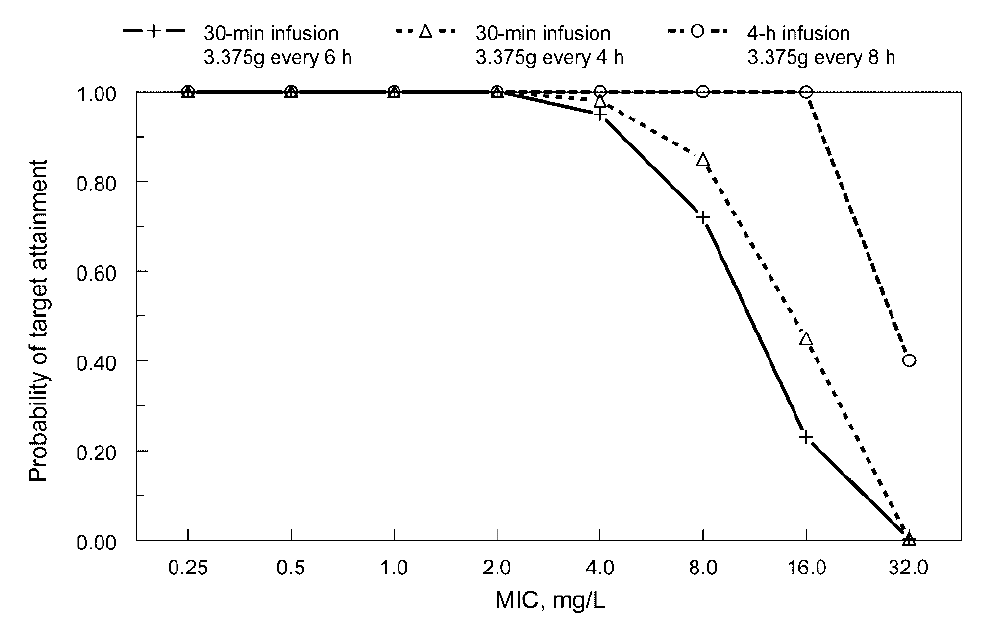 30-min infusion
3.375g every 6 h
30-min infusion
3.375g every 4 h
4-h infusion
3.375g every 8 h
Probability of target attainment
1.00
0.80
0.60
0.40
0.20
0.00
0.25 0.5 1.0 2.0 4.0 8.0 16.0 32.0
MIC, mg/L